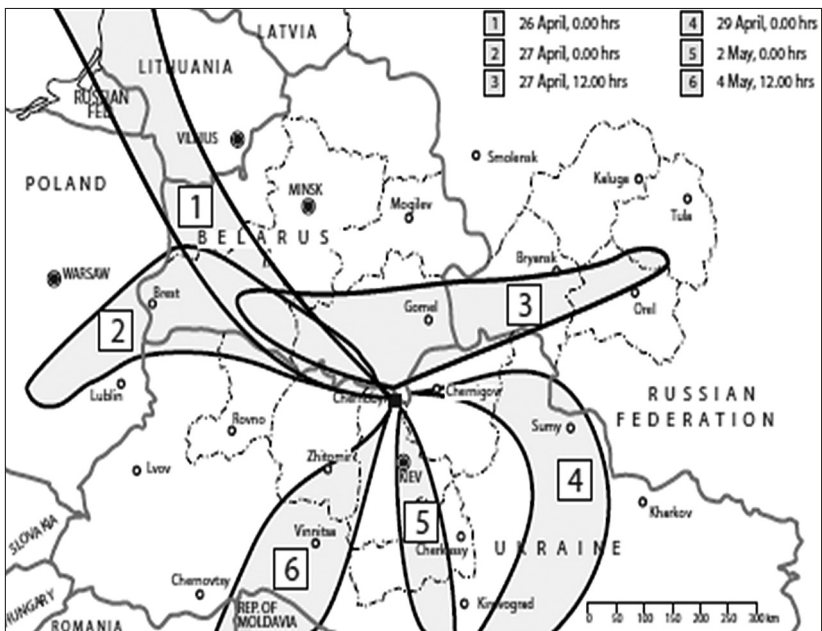 1 26 April, 0.00 hrs
2 27 April, 0.00 hrs
3 27 April, 12.00 hrs
4 29 April, 0.00 hrs
5 2 May, 0.00 hrs
6 4 May, 12.00 hrs
LATVIA
LITHUANIA
RUSSIAN
FED.
VILNIUS
POLAND
MINSK
Smolensk
Kaluga
Tula
Mogilev
1
BELARUS
WARSAW
Brest
Bryansk
Gomel
3
Orel
2
Lublin
Chernobyl
Chernigov
RUSSIAN
FEDERATION
Rovno
Sumy
Zhitomir
KIEV
Lvov
4
Kharkov
SLOVAKIA
Vinnitsa
5
Cherkassy
UKRAINE
6
Chernovtsy
HUNGARY
ROMANIA
REP. OF
MOLDAVIA
Kirovograd
0 50 100 150 200 250 300 km